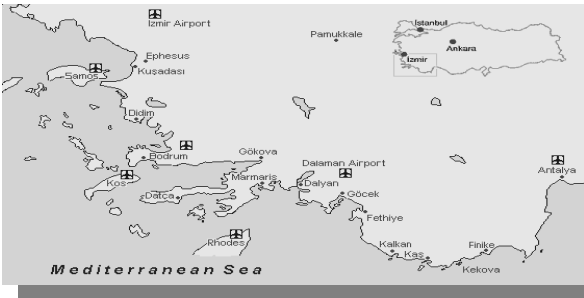 Izmir Airport
Istanbul
Pamukkale
Ankara
Ephesus
Izmir
Kuşadası
Samos
Didim
Gökova
Bodrum
Dalaman Airport
Antalya
Marmaris
Kos
Dalyan
Datca
Göcek
Fethiye
Rhodes
Kalkan
Finike
Kaş
Kekova
Mediterranean Sea